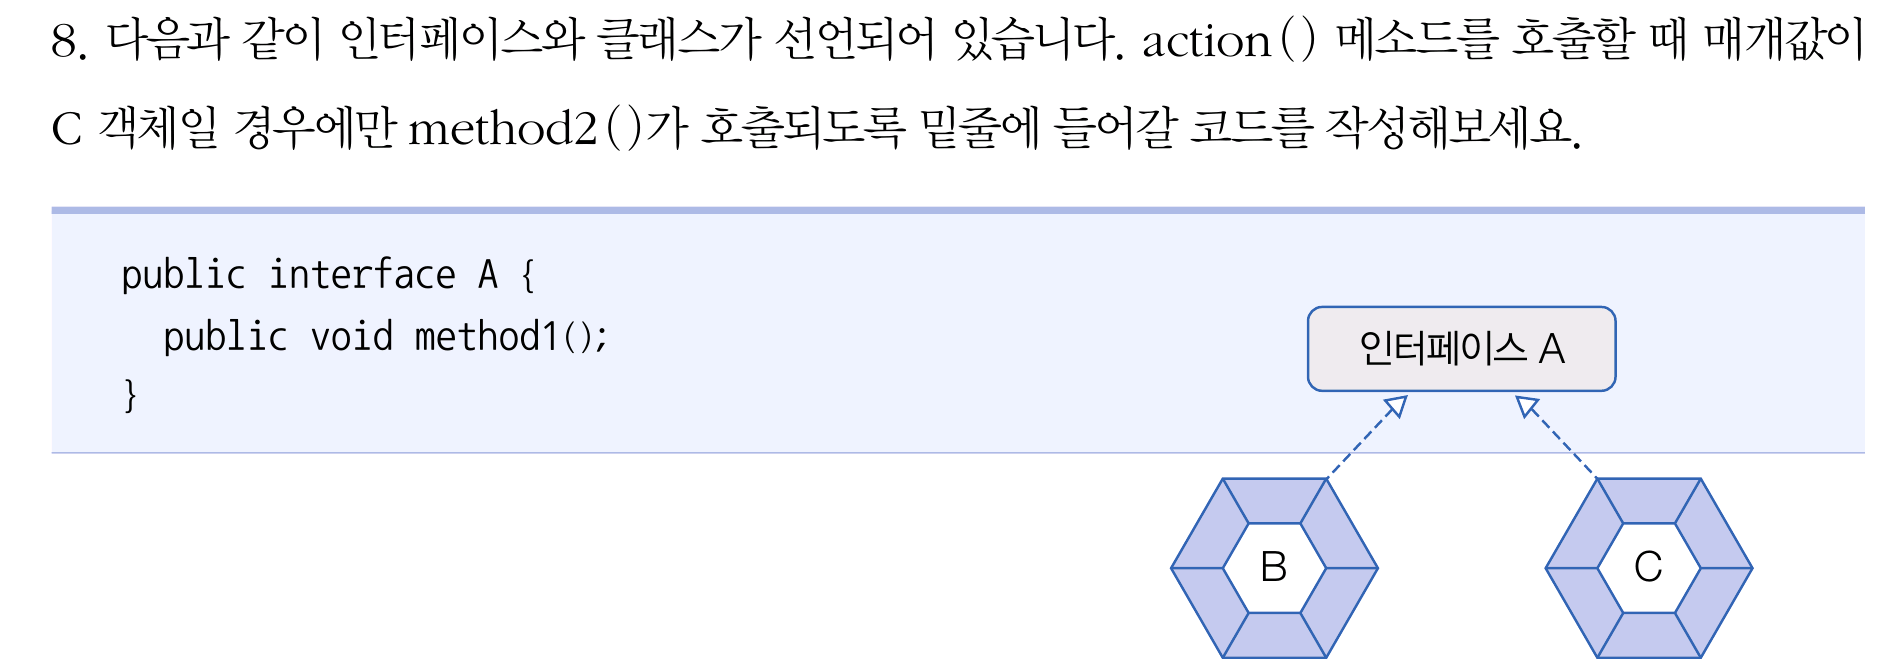 8. 다음과 같이 인터페이스와 클래스가 선언되어 있습니다. action() 메소드를 호출할 때 매개값이
C 객체일 경우에만 method2()가 호출되도록 밑줄에 들어갈 코드를 작성해보세요.
public interface A {
public void method1();
}
인터페이스 A
B
C